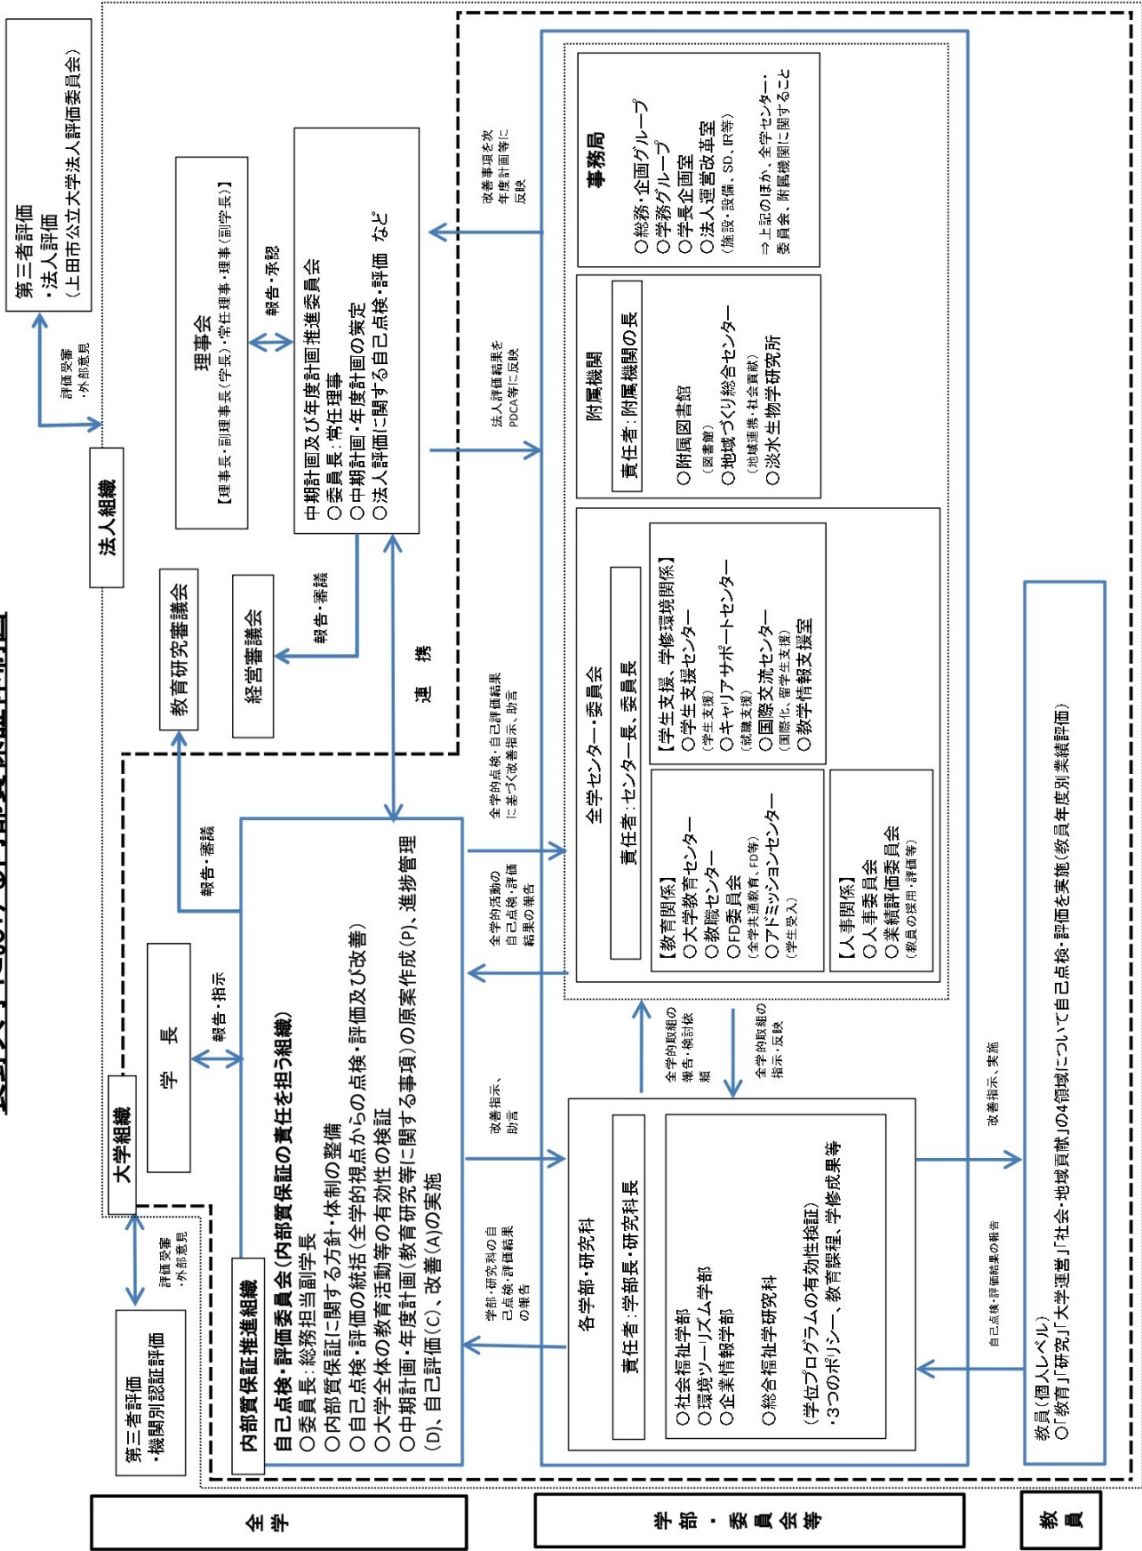 長野大学における内部質保証体制図
第三者評価
・機関別認証評価
評価受審
・外部意見
大学組織
学 長
報告・指示
報告・審議
教育研究審議会
経営審議会
報告・審議
法人組織
評価受審
・外部意見
第三者評価
・法人評価
(上田市公立大学法人評価委員会)
理事会
【理事長・副理事長(学長)・常任理事・理事(副学長)】
報告・承認
中期計画及び年度計画推進委員会
○委員長:常任理事
○中期計画・年度計画の策定
○法人評価に関する自己点検・評価 など
全学
内部質保証推進組織
自己点検・評価委員会(内部質保証の責任を担う組織)
○委員長:総務担当副学長
○内部質保証に関する方針・体制の整備
○自己点検・評価の統括(全学的視点からの点検・評価及び改善)
○大学全体の教育活動等の有効性の検証
○中期計画・年度計画(教育研究等に関する事項)の原案作成(P)、進捗管理
(D)、自己評価(C)、改善(A)の実施
連 携
学部・研究科の自
己点検・評価結果
の報告
改善指示、
助言
全学的活動の
自己点検・評価
結果の報告
全学的点検・自己評価結果
に基づく改善指示、助言
法人評価結果を
PDCA等に反映
改善事項を次
年度計画等に
反映
学部・委員会等
各学部・研究科
責任者:学部長・研究科長
○社会福祉学部
○環境ツーリズム学部
○企業情報学部
○総合福祉学研究科
(学位プログラムの有効性検証)
・3つのポリシー、教育課程、学修成果等
全学的取組の
報告・検討依
頼
全学的取組の
指示・反映
全学センター・委員会
責任者:センター長、委員長
【教育関係】
○大学教育センター
○教職センター
○FD委員会
(全学共通教育、FD等)
○アドミッションセンター
(学生受入)
【学生支援、学修環境関係】
○学生支援センター
(学生支援)
○キャリアサポートセンター
(就職支援)
○国際交流センター
(国際化、留学生支援)
○教学情報支援室
【人事関係】
○人事委員会
○業績評価委員会
(教員の採用・評価等)
附属機関
責任者:附属機関の長
○附属図書館
(図書館)
○地域づくり総合センター
(地域連携・社会貢献)
○淡水生物学研究所
事務局
○総務・企画グループ
○学務グループ
○学長企画室
○法人運営改革室
(施設・設備、SD、IR等)
⇒上記のほか、全学センター・
委員会、附属機関に関すること
自己点検・評価結果の報告
改善指示、実施
教員
教員(個人レベル)
○「教育」「研究」「大学運営」「社会・地域貢献」の4領域について自己点検・評価を実施(教員年度別業績評価)